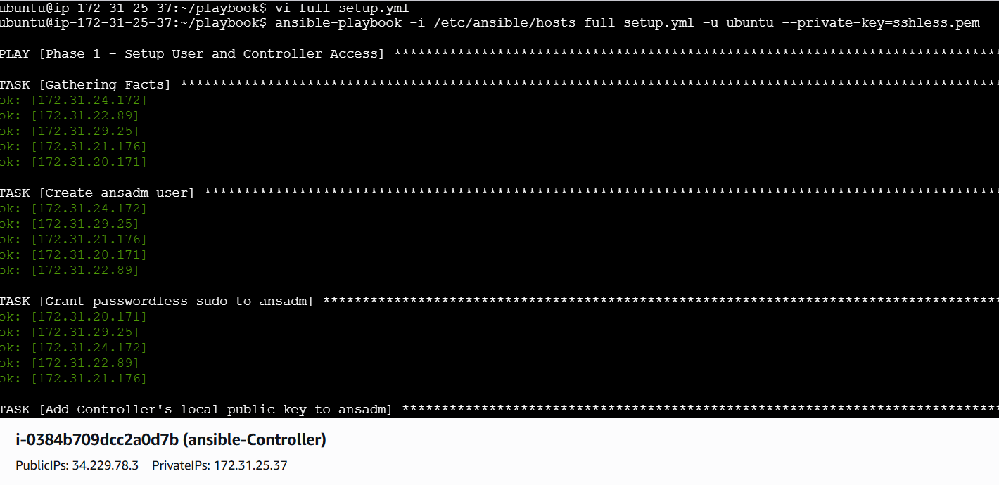 ubuntu@ip-172-31-25-37:~/playbook$ vi full_setup.yml
ubuntu@ip-172-31-25-37:~/playbook$ ansible-playbook -i /etc/ansible/hosts full_setup.yml -u ubuntu --private-key=sshless.pem
PLAY [Phase 1 - Setup User and Controller Access] ****************************************************************************
TASK [Gathering Facts] *******************************************************************************************************
ok: [172.31.24.172]
ok: [172.31.22.89]
ok: [172.31.29.25]
ok: [172.31.21.176]
ok: [172.31.20.171]
TASK [Create ansadm user] ****************************************************************************************************
ok: [172.31.24.172]
ok: [172.31.29.25]
ok: [172.31.21.176]
ok: [172.31.20.171]
ok: [172.31.22.89]
TASK [Grant passwordless sudo to ansadm] *************************************************************************************
ok: [172.31.20.171]
ok: [172.31.29.25]
ok: [172.31.24.172]
ok: [172.31.22.89]
ok: [172.31.21.176]
TASK [Add Controller's local public key to ansadm] ***************************************************************************
i-0384b709dcc2a0d7b (ansible-Controller)
PublicIPs: 34.229.78.3 PrivateIPs: 172.31.25.37